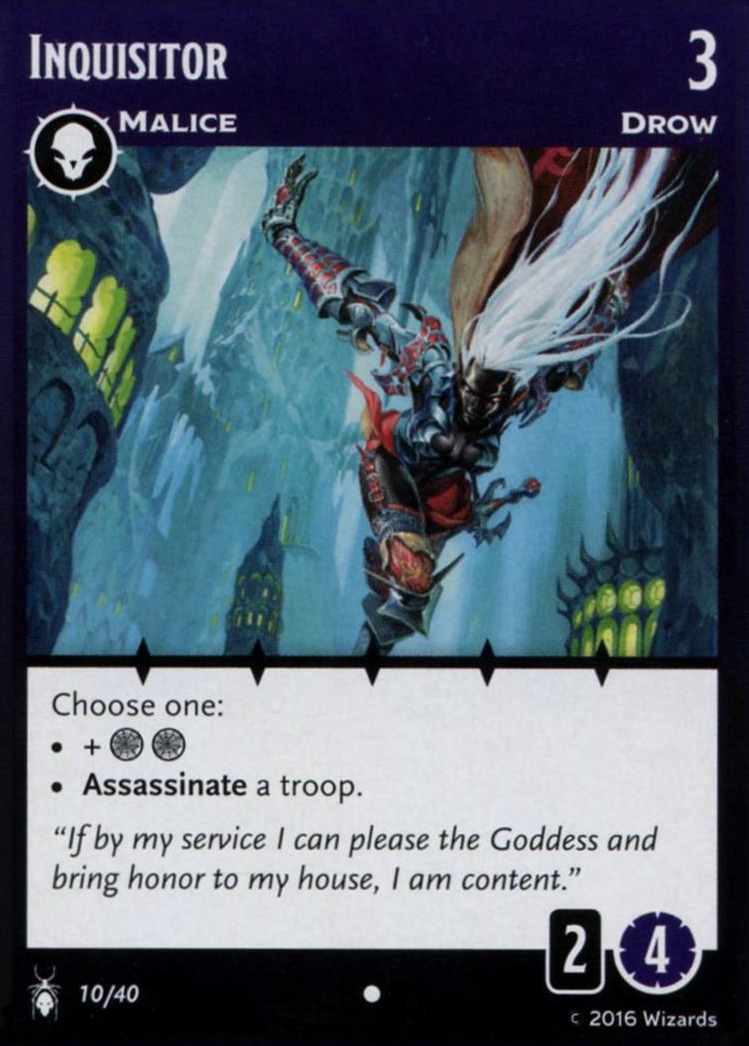 INQUISITOR 3
MALICE DROW
Choose one:
• +
• Assassinate a troop.
“If by my service I can please the Goddess and
bring honor to my house, I am content.”
2 4
10/40
© 2016 Wizards